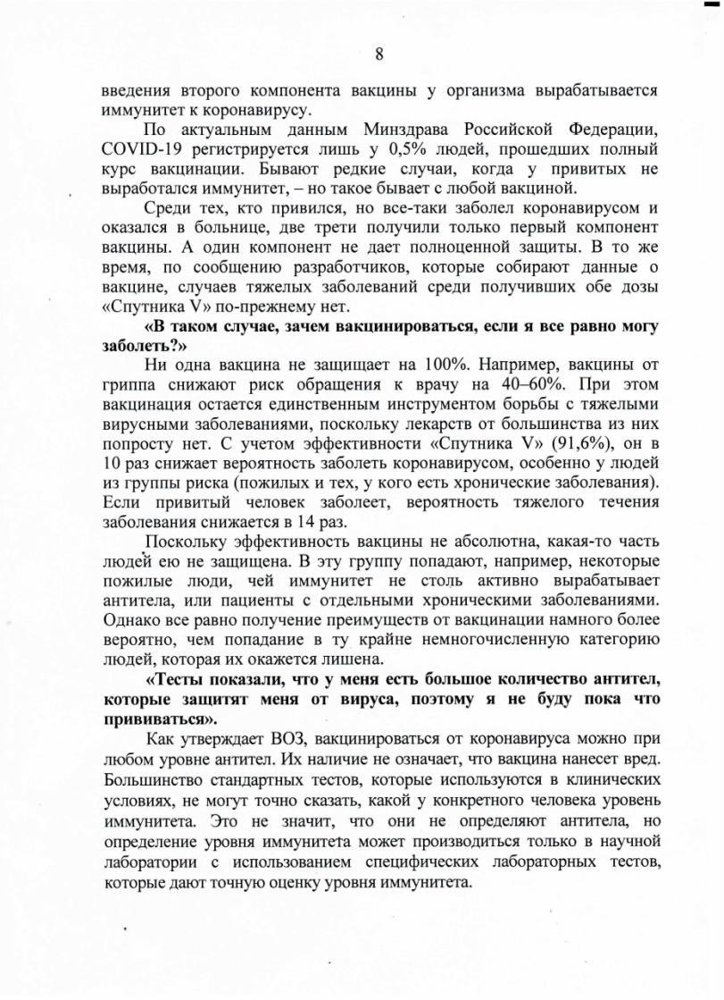 8
введения второго компонента вакцины у организма вырабатывается
иммунитет к коронавирусу.
По актуальным данным Минздрава Российской Федерации,
COVID-19 регистрируется лишь у 0,5% людей, прошедших полный
курс вакцинации. Бывают редкие случаи, когда у привитых не
выработался иммунитет, – но такое бывает с любой вакциной.
Среди тех, кто привился, но все-таки заболел коронавирусом и
оказался в больнице, две трети получили только первый компонент
вакцины. А один компонент не дает полноценной защиты. В то же
время, по сообщению разработчиков, которые собирают данные о
вакцине, случаев тяжелых заболеваний среди получивших обе дозы
«Спутника V» по-прежнему нет.
«В таком случае, зачем вакцинироваться, если я все равно могу
заболеть?»
Ни одна вакцина не защищает на 100%. Например, вакцины от
гриппа снижают риск обращения к врачу на 40–60%. При этом
вакцинация остается единственным инструментом борьбы с тяжелыми
вирусными заболеваниями, поскольку лекарств от большинства из них
попросту нет. С учетом эффективности «Спутника V» (91,6%), он в
10 раз снижает вероятность заболеть коронавирусом, особенно у людей
из группы риска (пожилых и тех, у кого есть хронические заболевания).
Если привитый человек заболеет, вероятность тяжелого течения
заболевания снижается в 14 раз.
Поскольку эффективность вакцины не абсолютна, какая-то часть
людей ею не защищена. В эту группу попадают, например, некоторые
пожилые люди, чей иммунитет не столь активно вырабатывает
антитела, или пациенты с отдельными хроническими заболеваниями.
Однако все равно получение преимуществ от вакцинации намного более
вероятно, чем попадание в ту крайне немногочисленную категорию
людей, которая их окажется лишена.
«Тесты показали, что у меня есть большое количество антител,
которые защитят меня от вируса, поэтому я не буду пока что
прививаться».
Как утверждает ВОЗ, вакцинироваться от коронавируса можно при
любом уровне антител. Их наличие не означает, что вакцина нанесет вред.
Большинство стандартных тестов, которые используются в клинических
условиях, не могут точно сказать, какой у конкретного человека уровень
иммунитета. Это не значит, что они не определяют антитела, но
определение уровня иммунитета может производиться только в научной
лаборатории с использованием специфических лабораторных тестов,
которые дают точную оценку уровня иммунитета.